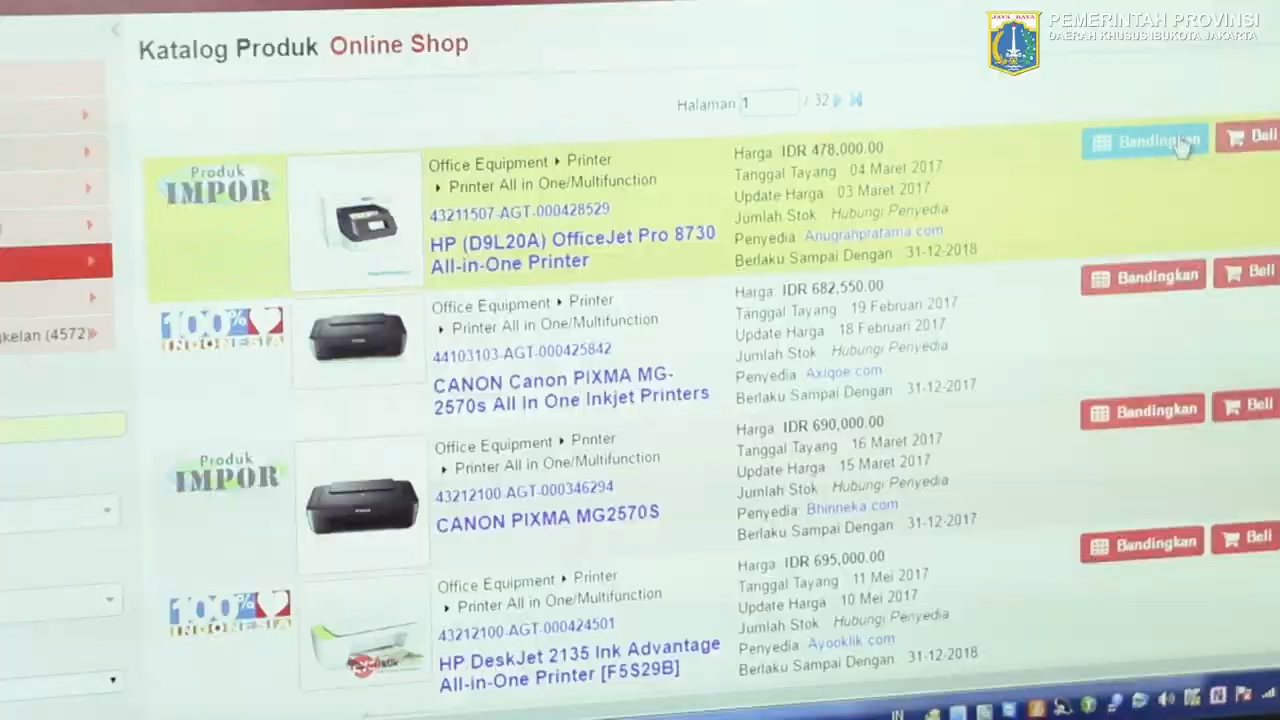 JAYA RAYA
PEMERINTAH PROVINSI
DAERAH KHUSUS IBUKOTA JAKARTA
Katalog Produk Online Shop
Halaman 1 / 32
Produk
IMPOR
Office Equipment Printer
Printer All in One/Multifunction
43211507-AGT-000428529
HP (D9L20A) OfficeJet Pro 8730
All-in-One Printer
Harga IDR 478,000.00
Tanggal Tayang 04 Maret 2017
Update Harga 03 Maret 2017
Jumlah Stok Hubungi Penyedia
Penyedia Anugrahpratama.com
Berlaku Sampai Dengan 31-12-2018
Bandingkan
Beli
100%
INDONESIA
Office Equipment Printer
Printer All in One/Multifunction
44103103-AGT-000425842
CANON Canon PIXMA MG-
2570s All In One Inkjet Printers
Harga IDR 682,550.00
Tanggal Tayang 19 Februari 2017
Update Harga 18 Februari 2017
Jumlah Stok Hubungi Penyedia
Penyedia Axiqoe.com
Berlaku Sampai Dengan 31-12-2017
Bandingkan
Beli
gkelan (4572)
Produk
IMPOR
Office Equipment Printer
Printer All in One/Multifunction
43212100-AGT-000346294
CANON PIXMA MG2570S
Harga IDR 690,000.00
Tanggal Tayang 16 Maret 2017
Update Harga 15 Maret 2017
Jumlah Stok Hubungi Penyedia
Penyedia Bhinneka.com
Berlaku Sampai Dengan 31-12-2017
Bandingkan
Beli
100%
INDONESIA
Office Equipment Printer
Printer All in One/Multifunction
43212100-AGT-000424501
HP DeskJet 2135 Ink Advantage
All-in-One Printer [F5S29B]
Harga IDR 695,000.00
Tanggal Tayang 11 Mei 2017
Update Harga 10 Mei 2017
Jumlah Stok Hubungi Penyedia
Penyedia Ayooklik.com
Berlaku Sampai Dengan 31-12-2018
Bandingkan
Beli
IN